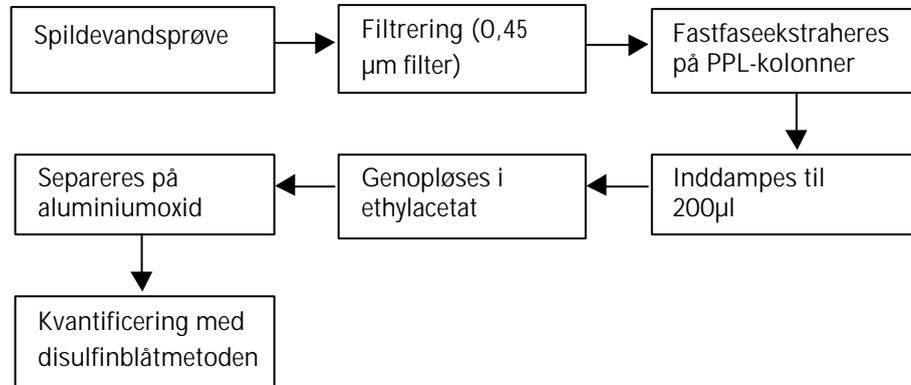 Spildevandsprøve
Filtrering (0,45
µm filter)
Fastfaseekstraheres
på PPL-kolonner
Inddampes til
200µl
Genopløses i
ethylacetat
Separeres på
aluminiumoxid
Kvantificering med
disulfinblåtmetoden